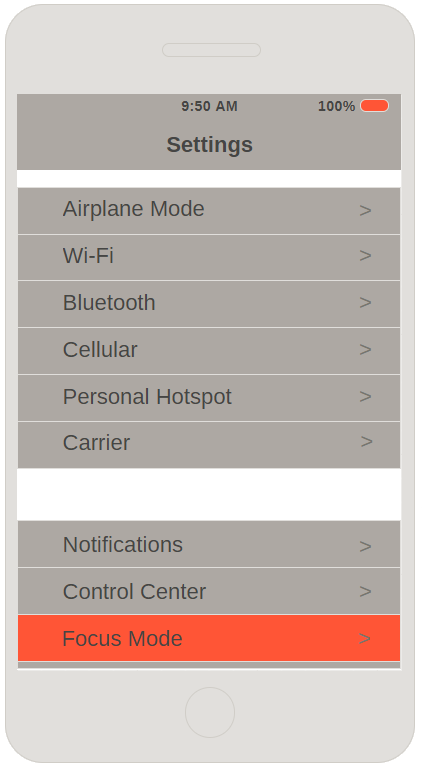 9:50 AM 100%
Settings
Airplane Mode >
Wi-Fi >
Bluetooth >
Cellular >
Personal Hotspot >
Carrier >
Notifications >
Control Center >
Focus Mode >